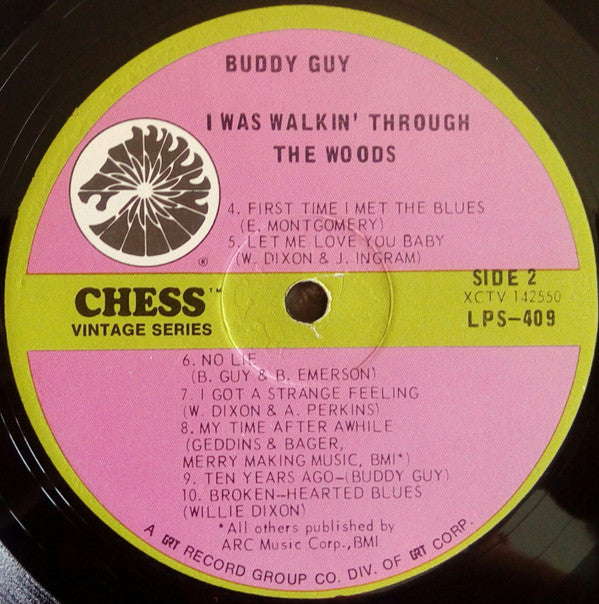 BUDDY GUY
I WAS WALKIN' THROUGH
THE WOODS
4. FIRST TIME I MET THE BLUES
(E. MONTGOMERY)
5. LET ME LOVE YOU BABY
(W. DIXON & J. INGRAM)
®
CHESS™
VINTAGE SERIES
SIDE 2
XCTV 142550
LPS-409
6. NO LIE
(B. GUY & B. EMERSON)
7. I GOT A STRANGE FEELING
(W. DIXON & A. PERKINS)
8. MY TIME AFTER AWHILE
(GEDDINS & BAGER,
MERRY MAKING MUSIC, BMI*)
9. TEN YEARS AGO-(BUDDY GUY)
10. BROKEN-HEARTED BLUES
(WILLIE DIXON)
*All others published by
ARC Music Corp., BMI
A GRT RECORD GROUP CO. DIV. OF GRT CORP.